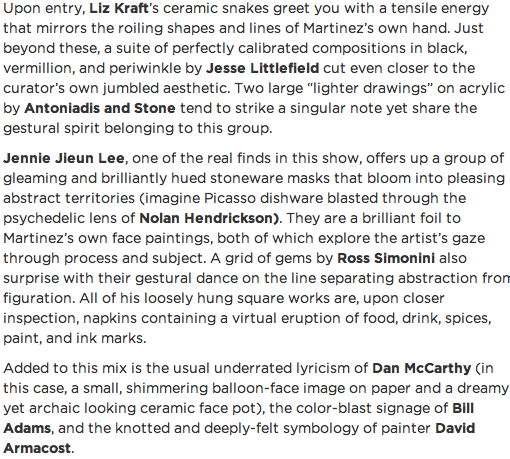 Upon entry, Liz Kraft's ceramic snakes greet you with a tensile energy
that mirrors the roiling shapes and lines of Martinez's own hand. Just
beyond these, a suite of perfectly calibrated compositions in black,
vermillion, and periwinkle by Jesse Littlefield cut even closer to the
curator's own jumbled aesthetic. Two large “lighter drawings” on acrylic
by Antoniadis and Stone tend to strike a singular note yet share the
gestural spirit belonging to this group.
Jennie Jieun Lee, one of the real finds in this show, offers up a group of
gleaming and brilliantly hued stoneware masks that bloom into pleasing
abstract territories (imagine Picasso dishware blasted through the
psychedelic lens of Nolan Hendrickson). They are a brilliant foil to
Martinez's own face paintings, both of which explore the artist's gaze
through process and subject. A grid of gems by Ross Simonini also
surprise with their gestural dance on the line separating abstraction from
figuration. All of his loosely hung square works are, upon closer
inspection, napkins containing a virtual eruption of food, drink, spices,
paint, and ink marks.
Added to this mix is the usual underrated lyricism of Dan McCarthy (in
this case, a small, shimmering balloon-face image on paper and a dreamy
yet archaic looking ceramic face pot), the color-blast signage of Bill
Adams, and the knotted and deeply-felt symbology of painter David
Armacost.